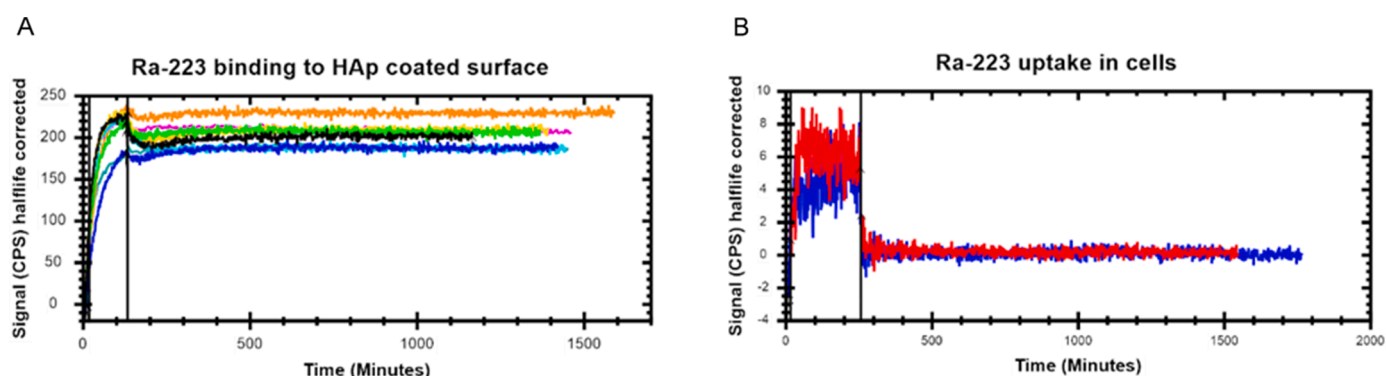 A
B
Ra-223 binding to HAp coated surface
Signal (CPS) halflife corrected
250
200
150
100
50
0
0
500
1000
1500
Time (Minutes)
Ra-223 uptake in cells
Signal (CPS) halflife corrected
10
8
6
4
2
0
-2
-4
0
500
1000
1500
2000
Time (Minutes)